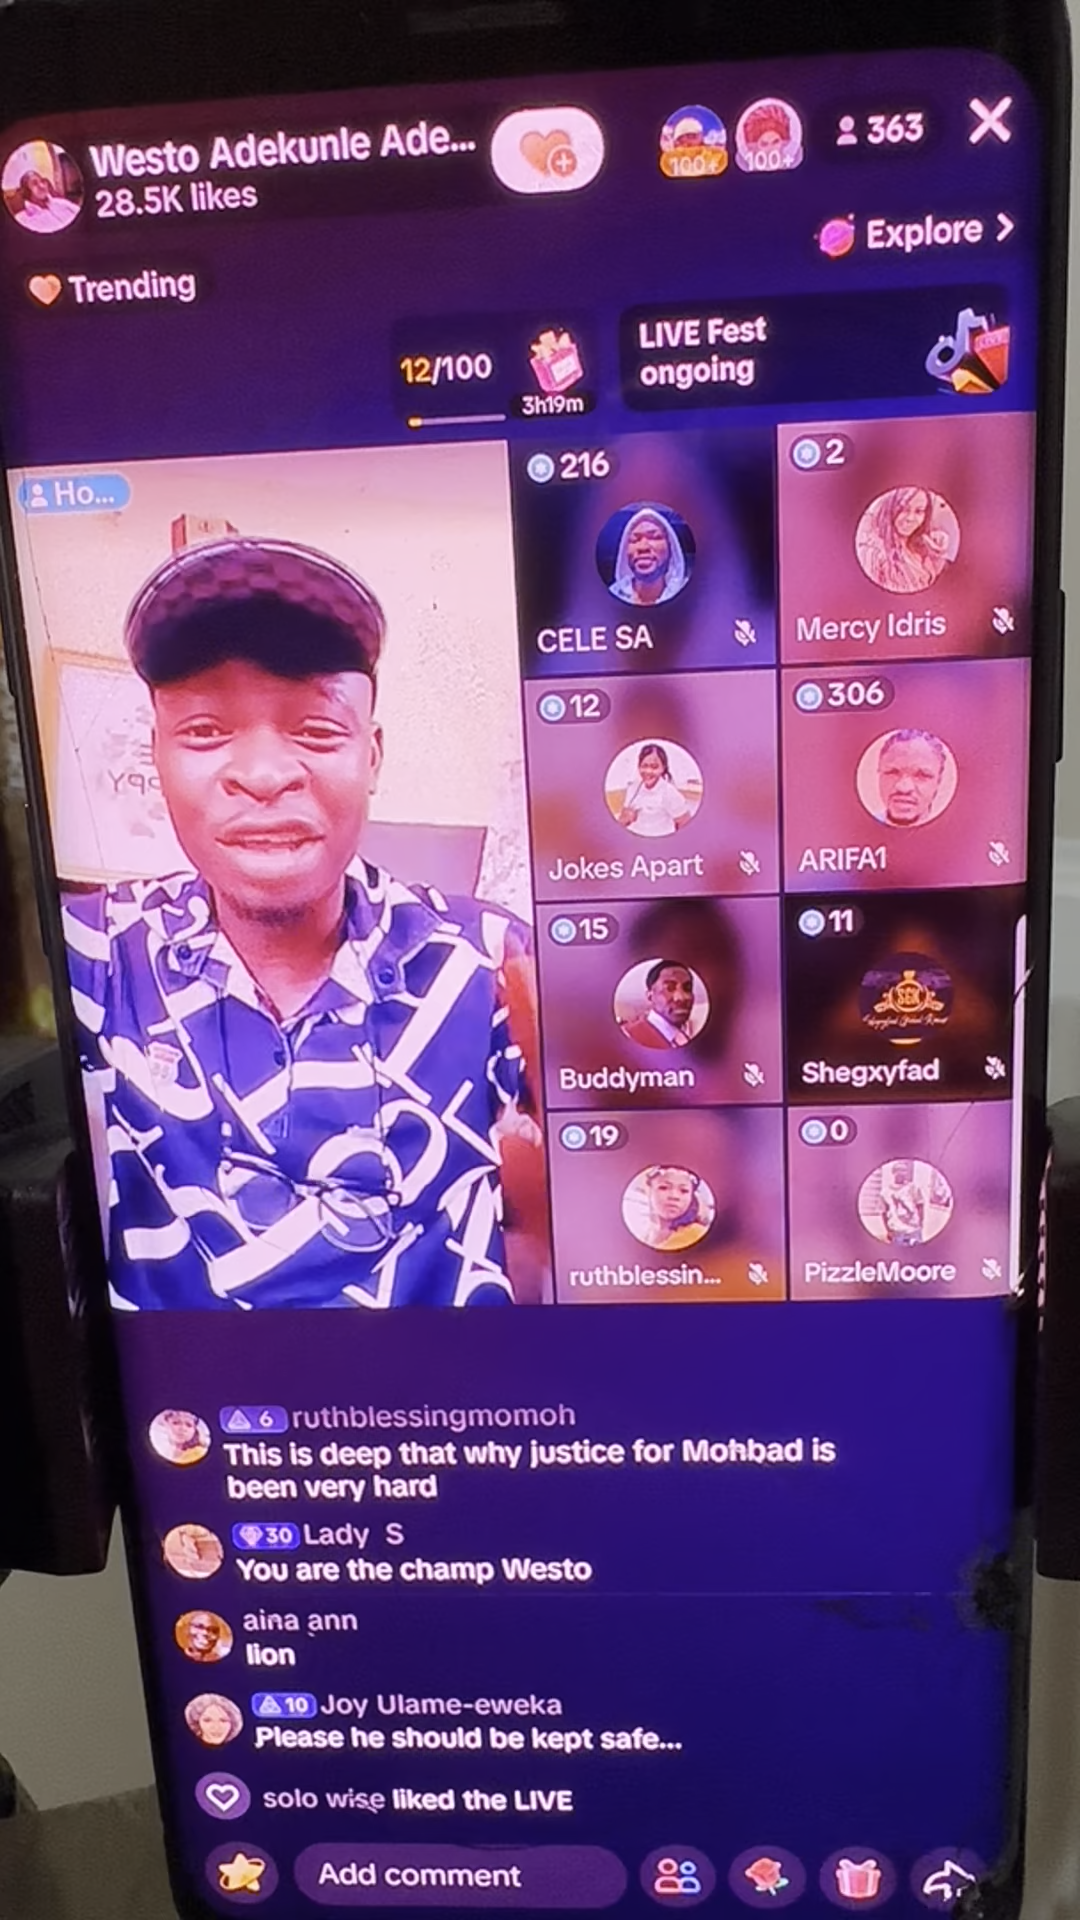 Westo Adekunle Ade...
28.5K likes
100+
100+
363
Explore >
Trending
12/100
3h19m
LIVE Fest
ongoing
LIVE
Ho...
216
CELE SA
2
Mercy Idris
12
Jokes Apart
306
ARIFA1
15
Buddyman
11
SGK
Shegxyfad
19
ruthblessin...
0
PizzleMoore
6 ruthblessingmomoh
This is deep that why justice for Mohbad is
been very hard
30 Lady S
You are the champ Westo
aina ann
lion
10 Joy Ulame-eweka
Please he should be kept safe...
solo wise liked the LIVE
Add comment